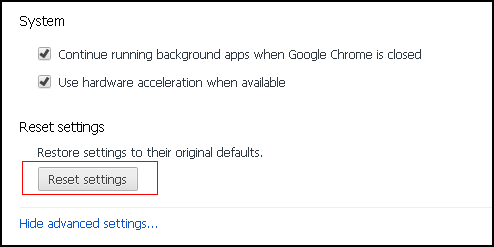 System
Continue running background apps when Google Chrome is closed
Use hardware acceleration when available
Reset settings
Restore settings to their original defaults.
Reset settings
Hide advanced settings...